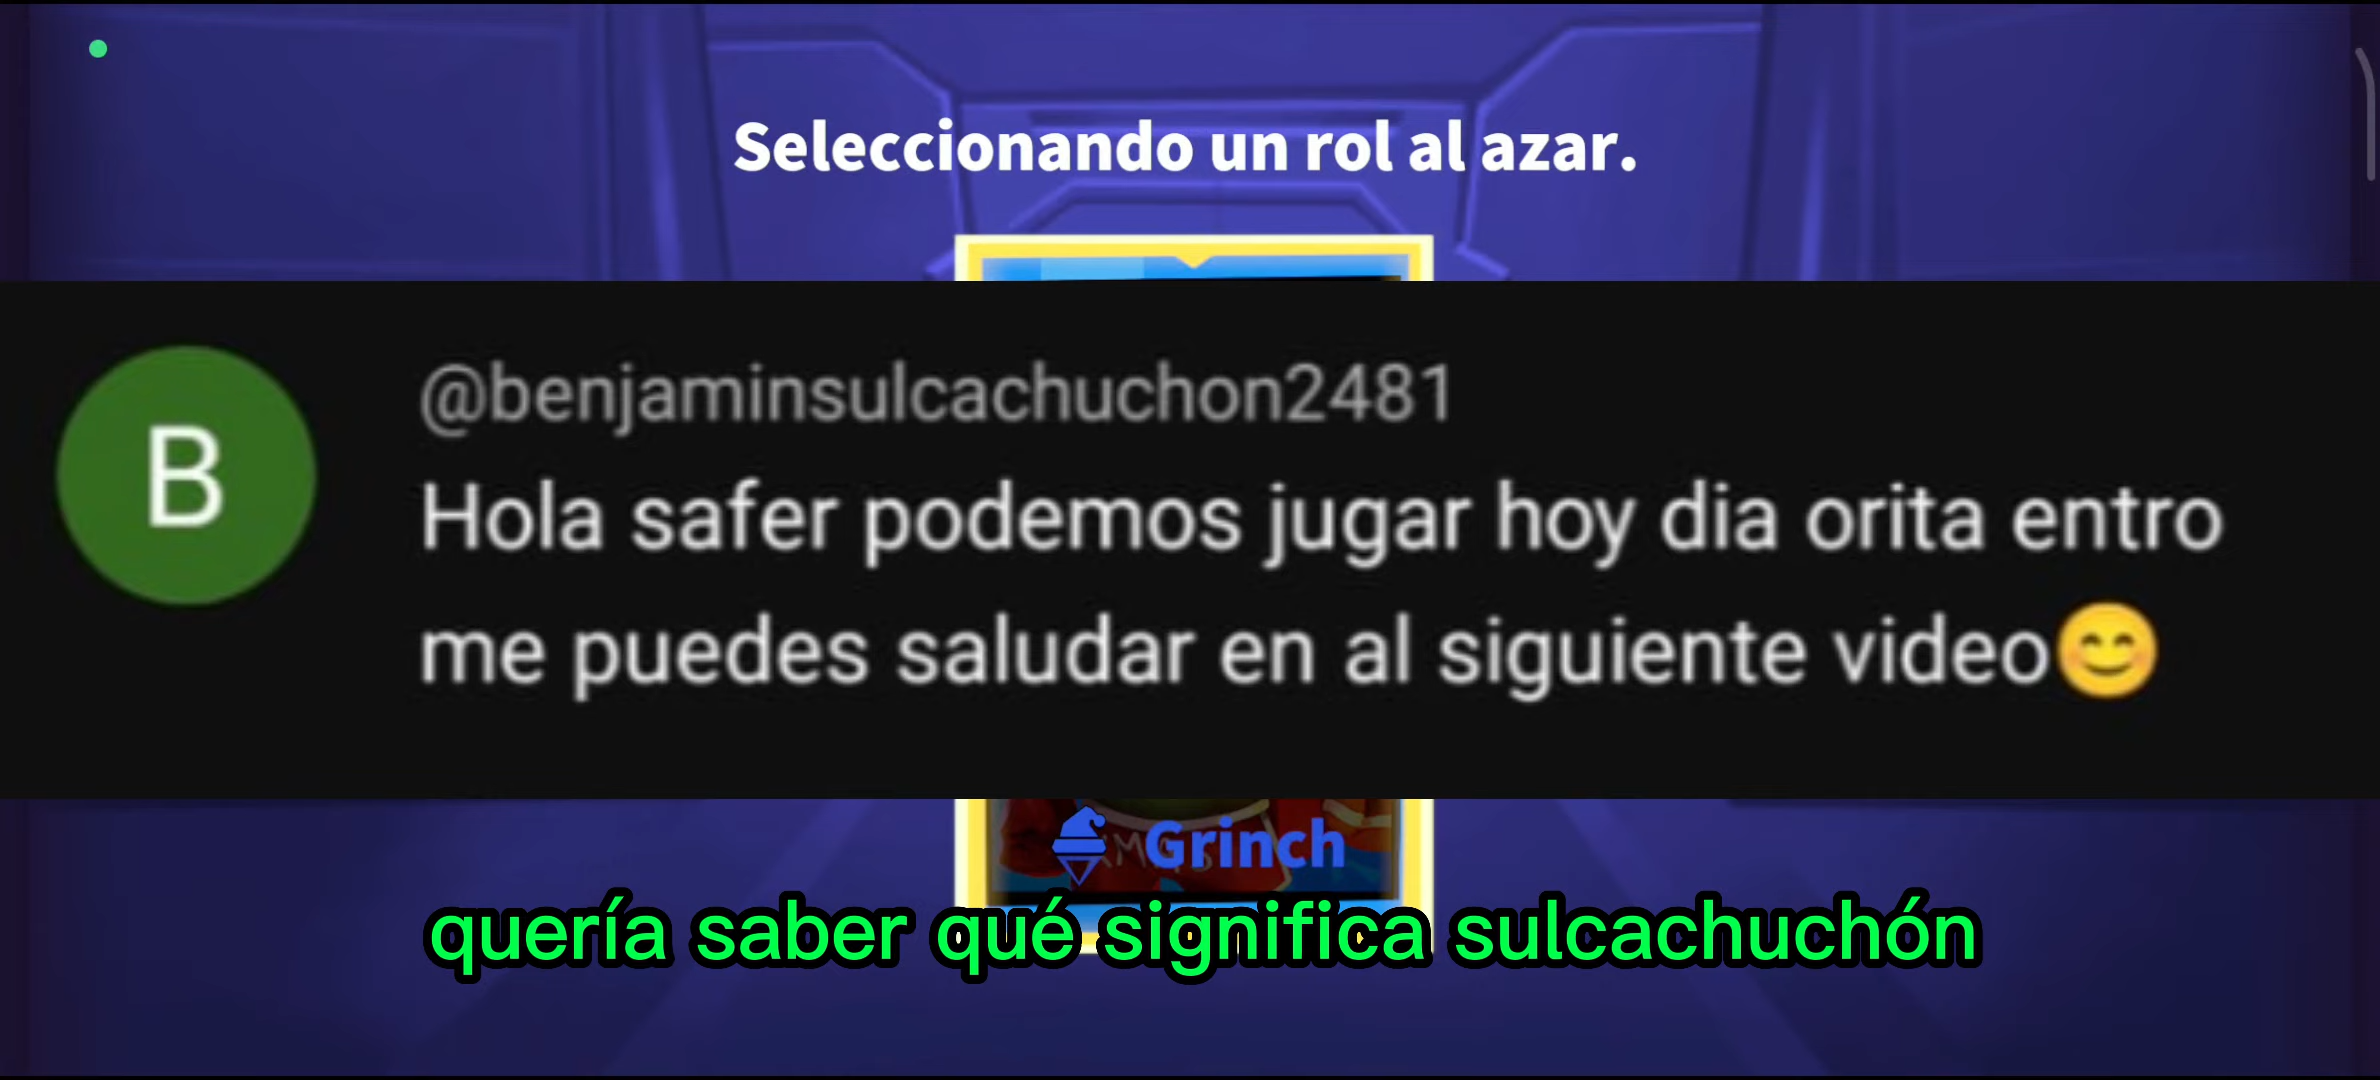 Seleccionando un rol al azar.
B
@benjaminsulcachuchon2481
Hola safer podemos jugar hoy dia orita entro
me puedes saludar en al siguiente video😊
Grinch
quería saber qué significa sulcachuchón